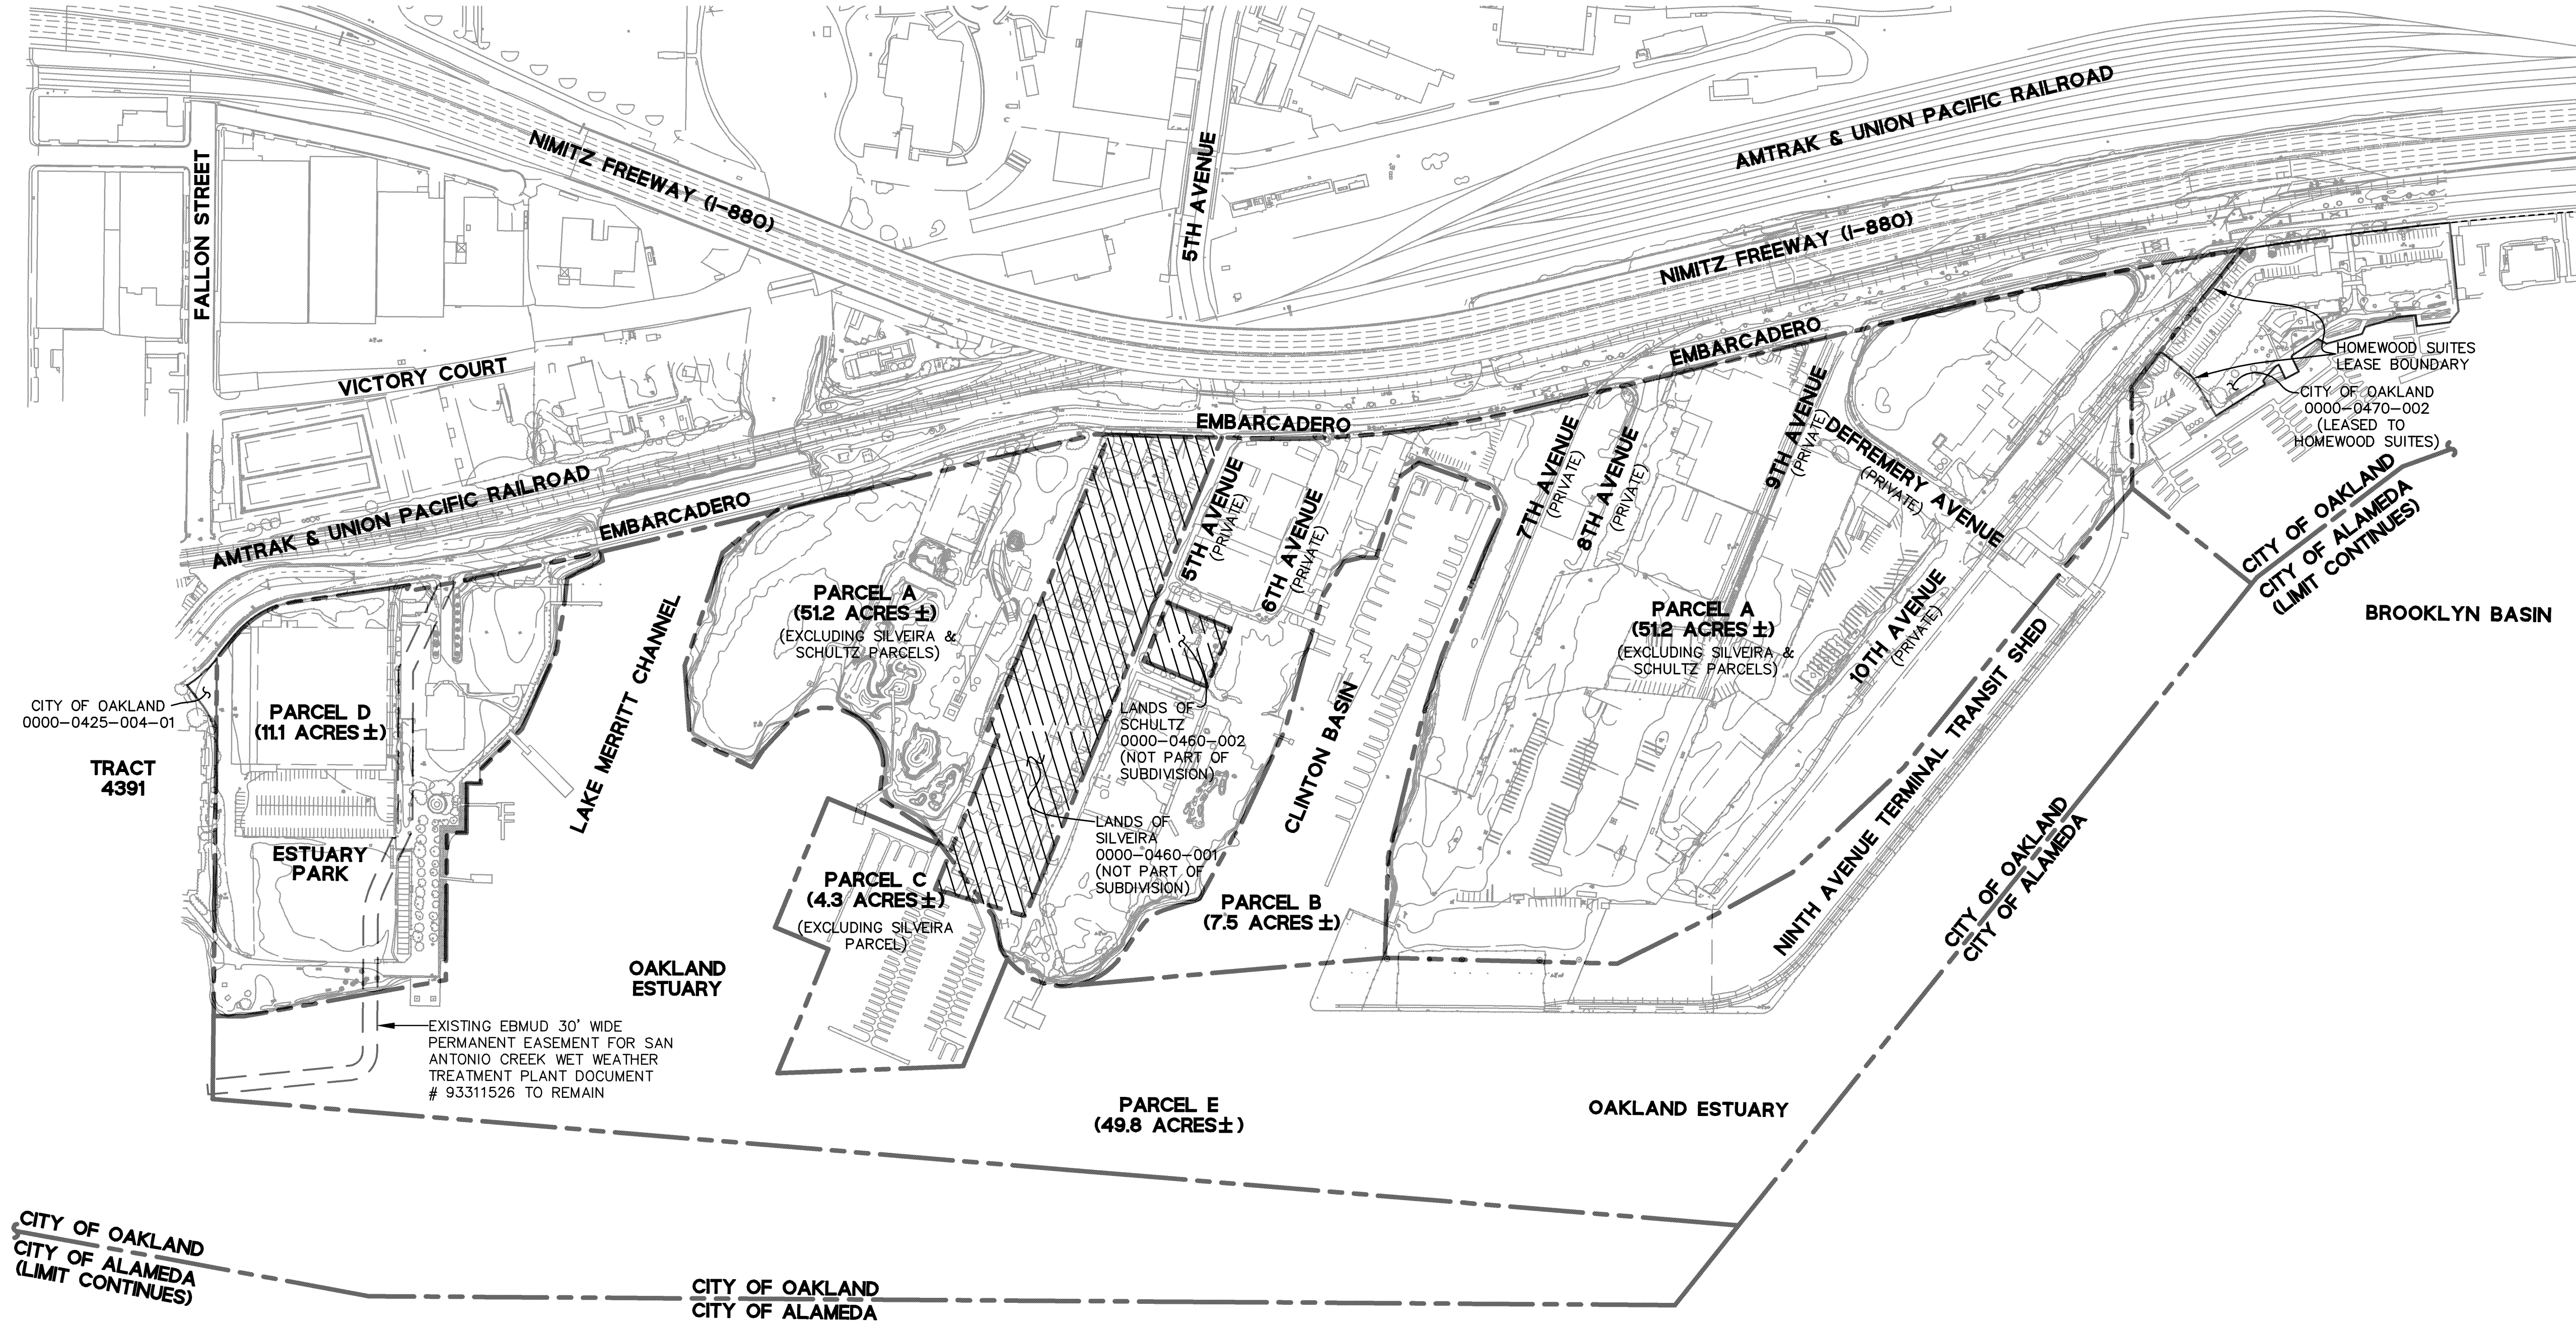 AMTRAK & UNION PACIFIC RAILROAD
NIMITZ FREEWAY (I-880)
5TH AVENUE
FALLON STREET
NIMITZ FREEWAY (I-880)
EMBARCADERO
HOMEWOOD SUITES
LEASE BOUNDARY
VICTORY COURT
CITY OF OAKLAND
0000-0470-002
(LEASED TO
HOMEWOOD SUITES)
EMBARCADERO
9TH AVENUE
(PRIVATE)
DEFREMERY AVENUE
(PRIVATE)
7TH AVENUE
(PRIVATE)
8TH AVENUE
(PRIVATE)
5TH AVENUE
(PRIVATE)
6TH AVENUE
(PRIVATE)
AMTRAK & UNION PACIFIC RAILROAD
EMBARCADERO
CITY OF OAKLAND
CITY OF ALAMEDA
(LIMIT CONTINUES)
BROOKLYN BASIN
PARCEL A
(51.2 ACRES±)
(EXCLUDING SILVEIRA &
SCHULTZ PARCELS)
PARCEL A
(51.2 ACRES±)
(EXCLUDING SILVEIRA &
SCHULTZ PARCELS)
10TH AVENUE
(PRIVATE)
LAKE MERRITT CHANNEL
CITY OF OAKLAND
0000-0425-004-01
PARCEL D
(11.1 ACRES±)
TRACT
4391
LANDS OF
SCHULTZ
0000-0460-002
(NOT PART OF
SUBDIVISION)
CLINTON BASIN
NINTH AVENUE TERMINAL TRANSIT SHED
LANDS OF
SILVEIRA
0000-0460-001
(NOT PART OF
SUBDIVISION)
ESTUARY
PARK
PARCEL C
(4.3 ACRES±)
(EXCLUDING SILVEIRA
PARCEL)
PARCEL B
(7.5 ACRES±)
CITY OF OAKLAND
CITY OF ALAMEDA
OAKLAND
ESTUARY
EXISTING EBMUD 30' WIDE
PERMANENT EASEMENT FOR SAN
ANTONIO CREEK WET WEATHER
TREATMENT PLANT DOCUMENT
# 93311526 TO REMAIN
PARCEL E
(49.8 ACRES±)
OAKLAND ESTUARY
CITY OF OAKLAND
CITY OF ALAMEDA
(LIMIT CONTINUES)
CITY OF OAKLAND
CITY OF ALAMEDA